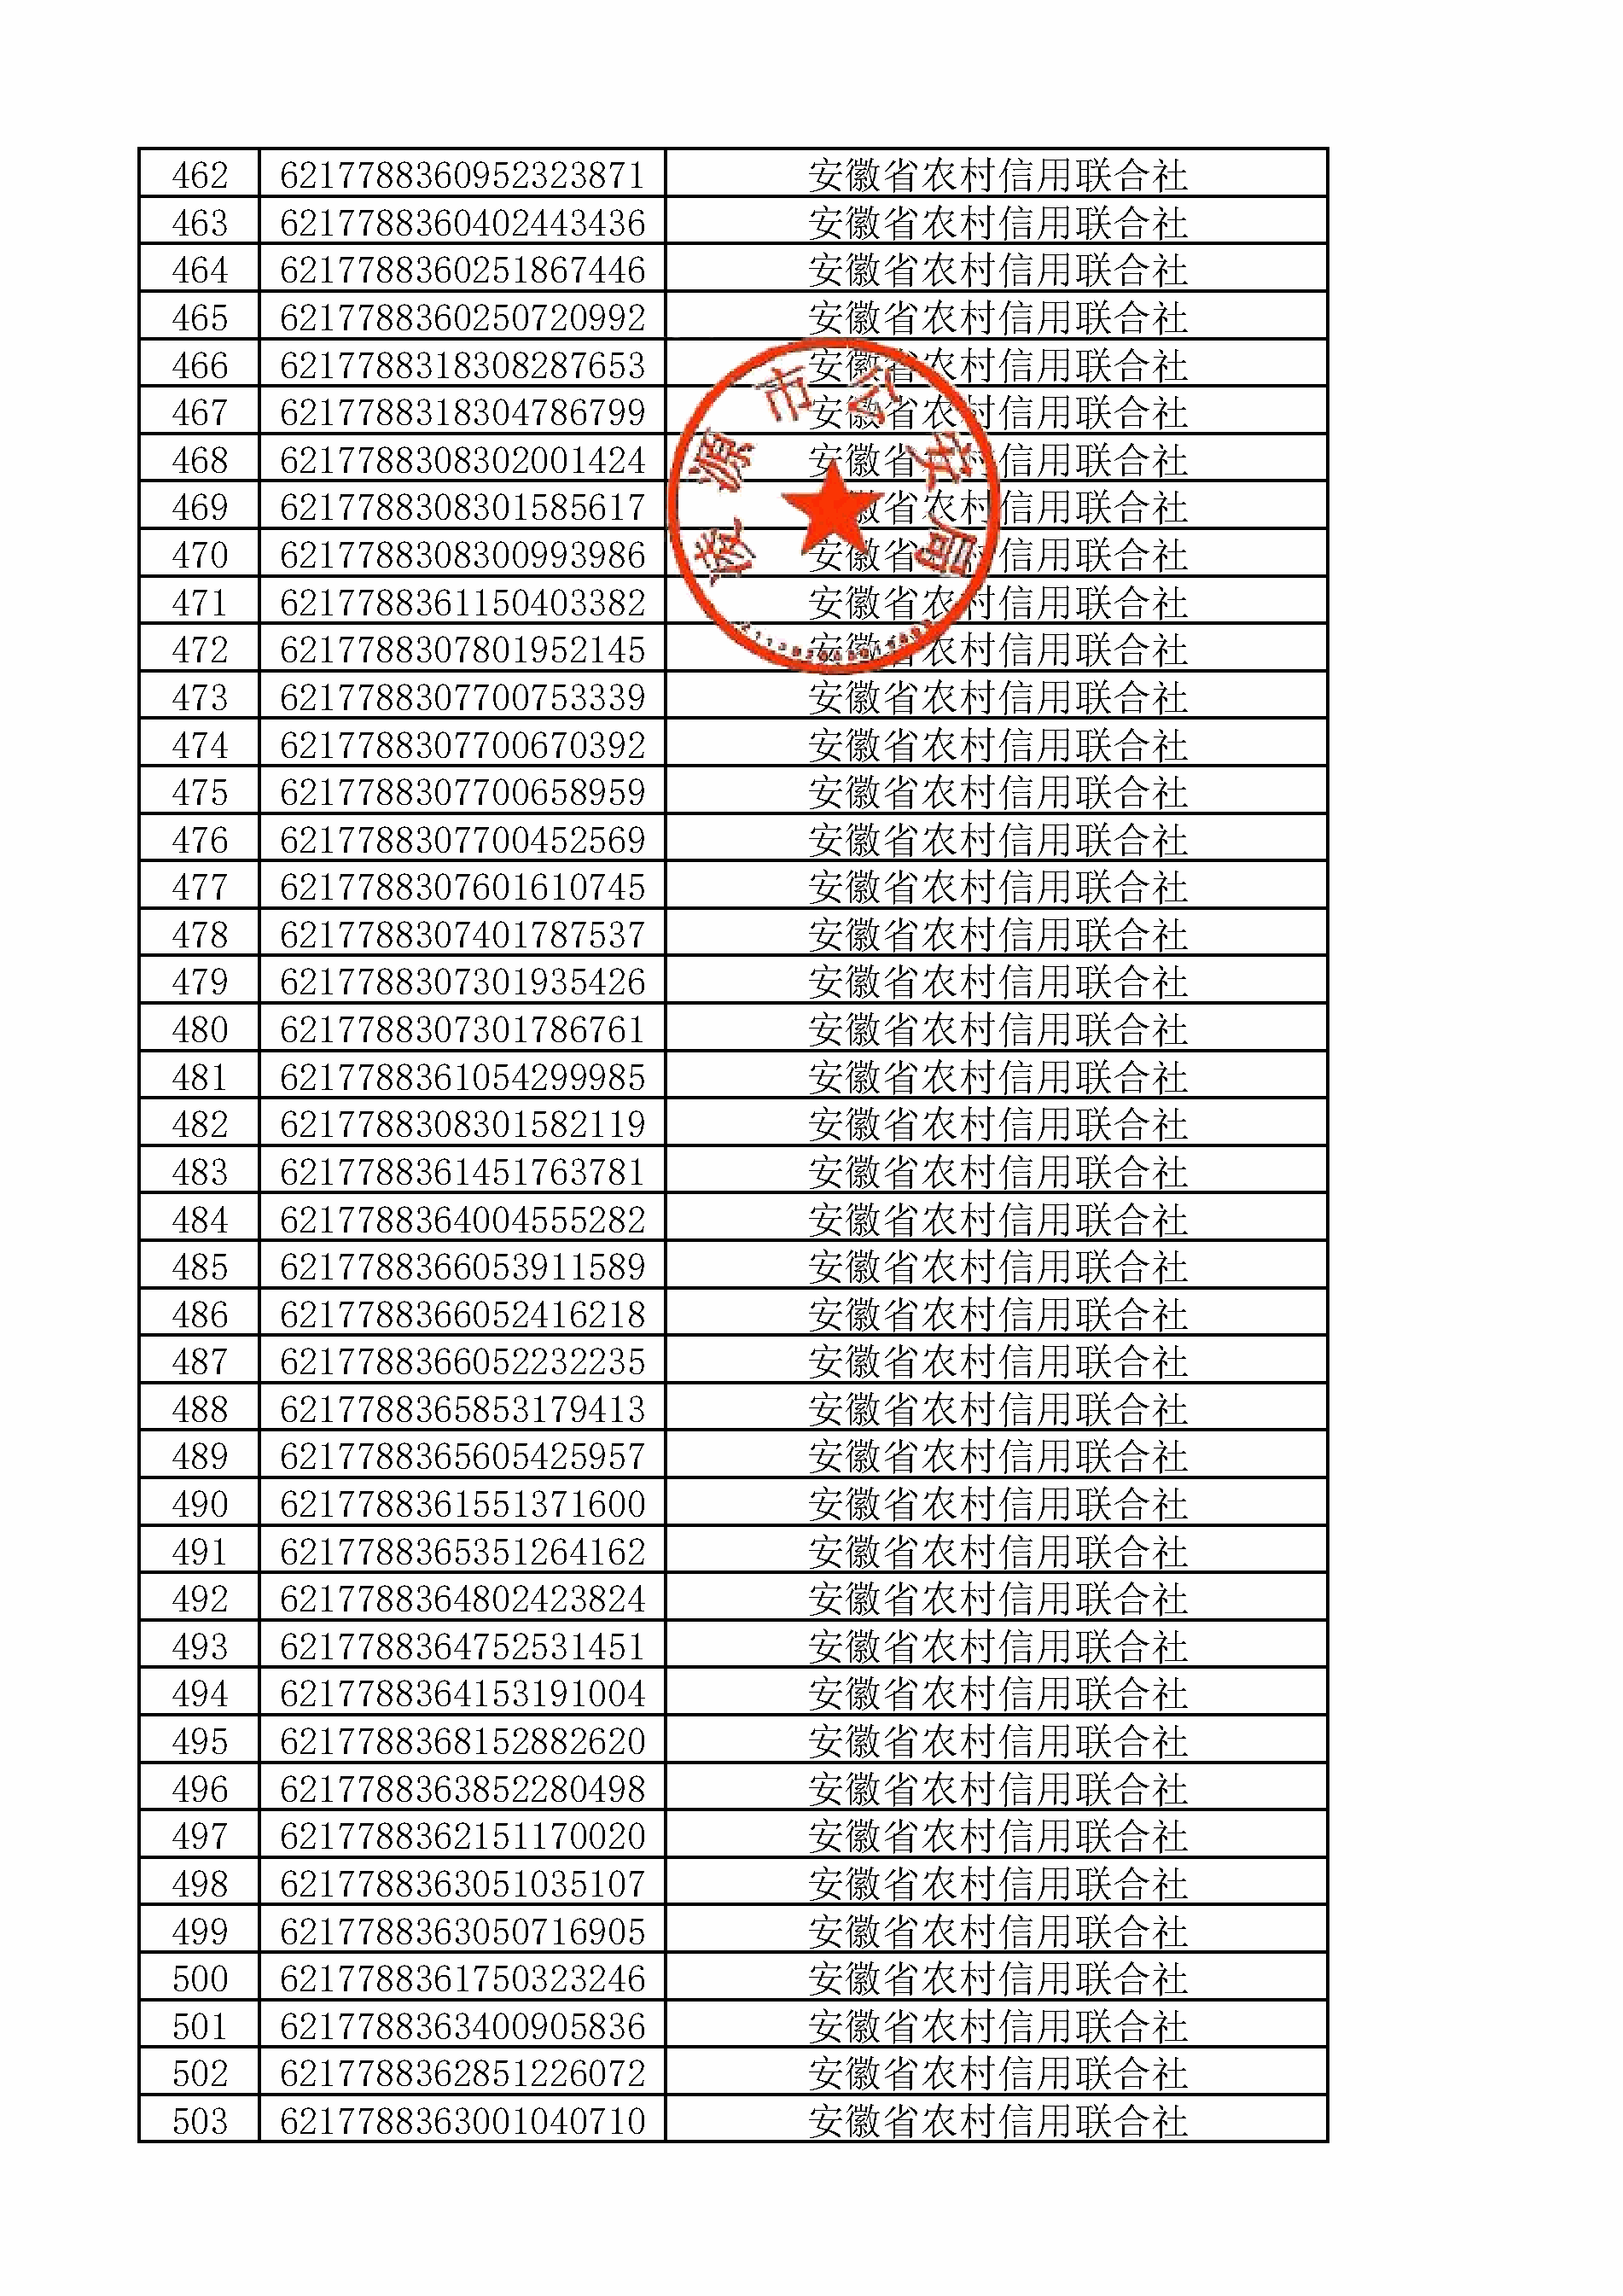 462 6217788360952323871 安徽省农村信用联合社
463 6217788360402443436 安徽省农村信用联合社
464 6217788360251867446 安徽省农村信用联合社
465 6217788360250720992 安徽省农村信用联合社
466 6217788318308287653 安徽省农村信用联合社
467 6217788318304786799 安徽省农村信用联合社
468 6217788308302001424 安徽省农村信用联合社
469 6217788308301585617 安徽省农村信用联合社
470 6217788308300993986 安徽省农村信用联合社
471 6217788361150403382 安徽省农村信用联合社
472 6217788307801952145 安徽省农村信用联合社
473 6217788307700753339 安徽省农村信用联合社
474 6217788307700670392 安徽省农村信用联合社
475 6217788307700658959 安徽省农村信用联合社
476 6217788307700452569 安徽省农村信用联合社
477 6217788307601610745 安徽省农村信用联合社
478 6217788307401787537 安徽省农村信用联合社
479 6217788307301935426 安徽省农村信用联合社
480 6217788307301786761 安徽省农村信用联合社
481 6217788361054299985 安徽省农村信用联合社
482 6217788308301582119 安徽省农村信用联合社
483 6217788361451763781 安徽省农村信用联合社
484 6217788364004555282 安徽省农村信用联合社
485 6217788366053911589 安徽省农村信用联合社
486 6217788366052416218 安徽省农村信用联合社
487 6217788366052232235 安徽省农村信用联合社
488 6217788365853179413 安徽省农村信用联合社
489 6217788365605425957 安徽省农村信用联合社
490 6217788361551371600 安徽省农村信用联合社
491 6217788365351264162 安徽省农村信用联合社
492 6217788364802423824 安徽省农村信用联合社
493 6217788364752531451 安徽省农村信用联合社
494 6217788364153191004 安徽省农村信用联合社
495 6217788368152882620 安徽省农村信用联合社
496 6217788363852280498 安徽省农村信用联合社
497 6217788362151170020 安徽省农村信用联合社
498 6217788363051035107 安徽省农村信用联合社
499 6217788363050716905 安徽省农村信用联合社
500 6217788361750323246 安徽省农村信用联合社
501 6217788363400905836 安徽省农村信用联合社
502 6217788362851226072 安徽省农村信用联合社
503 6217788363001040710 安徽省农村信用联合社
凌源市公安局